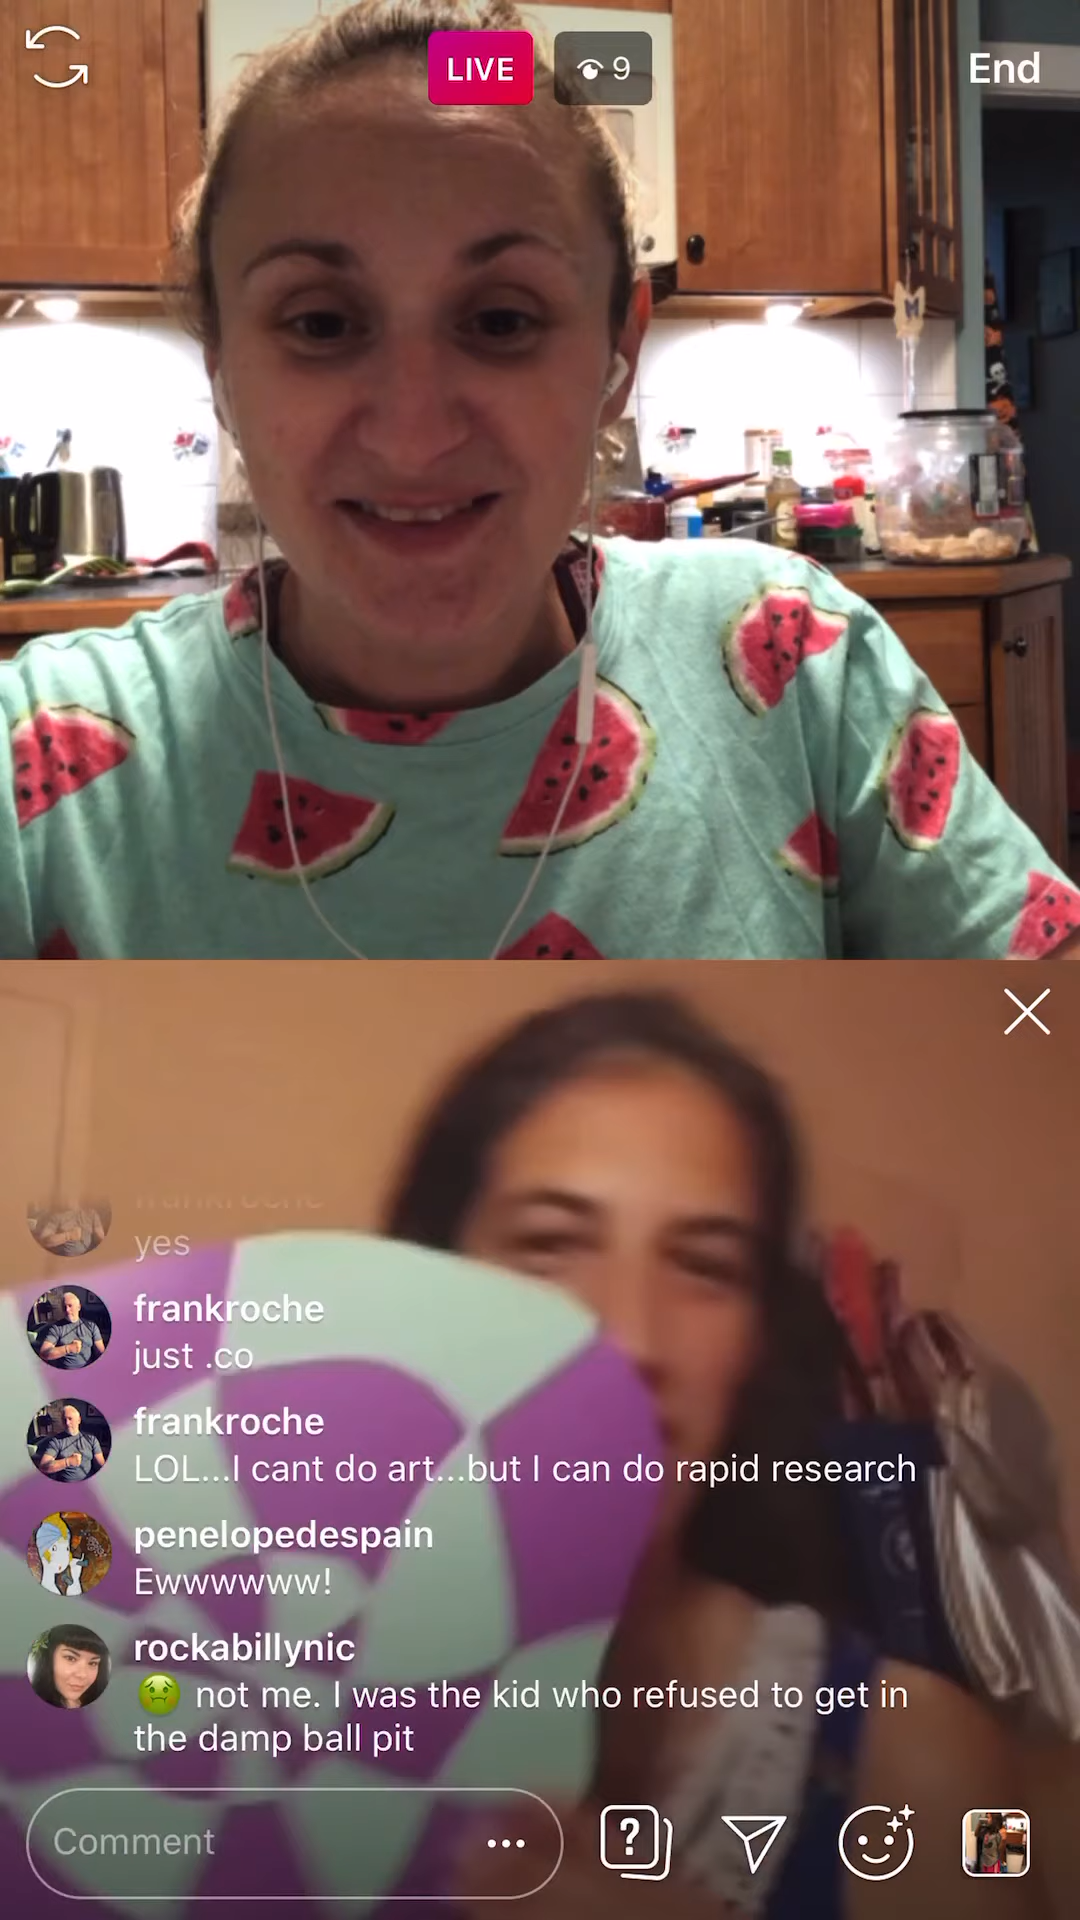 LIVE
9
End
frankroche
yes
frankroche
just .co
frankroche
LOL...I cant do art...but I can do rapid research
penelopedespain
Ewwwwww!
rockabillynic
🤢 not me. I was the kid who refused to get in
the damp ball pit
Comment